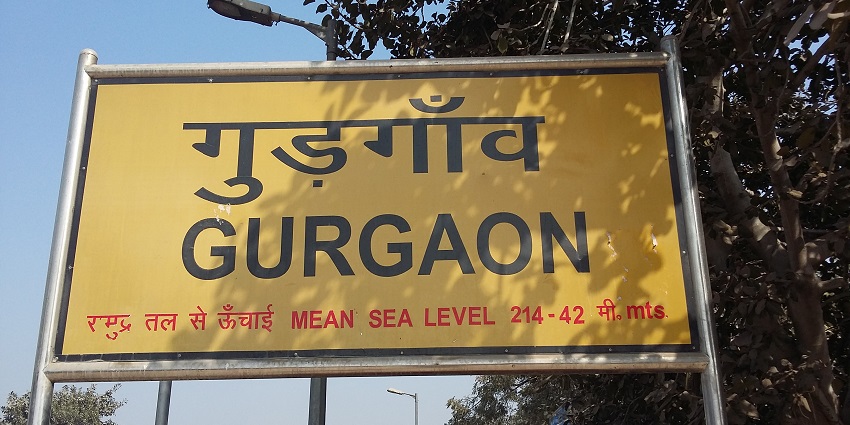 गुड़गाँव
GURGAON
रमुद्र तल से ऊँचाई MEAN SEA LEVEL 214-42 मी॰ mts.